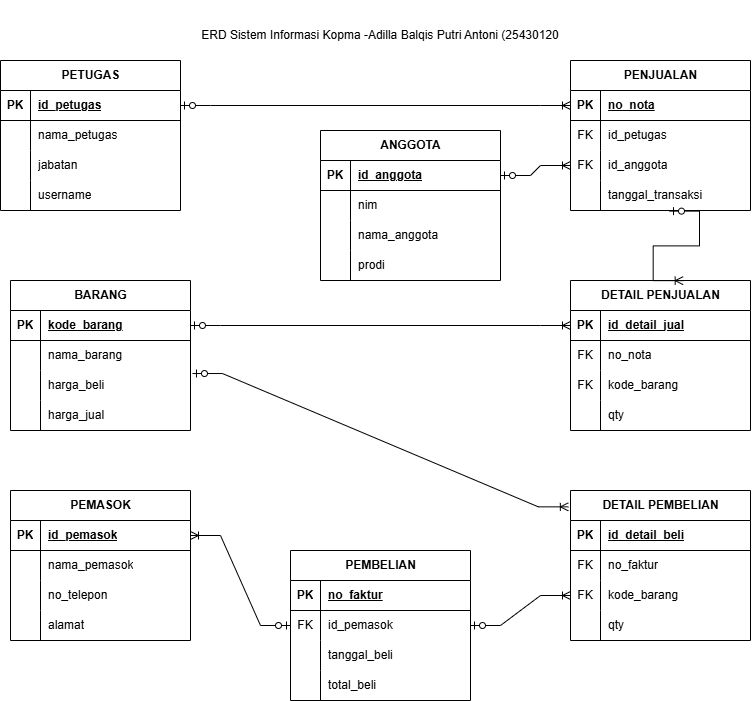 ERD Sistem Informasi Kopma -Adilla Balqis Putri Antoni (25430120
PETUGAS
PK id_petugas
nama_petugas
jabatan
username
PENJUALAN
PK no_nota
FK id_petugas
FK id_anggota
tanggal_transaksi
ANGGOTA
PK id_anggota
nim
nama_anggota
prodi
BARANG
PK kode_barang
nama_barang
harga_beli
harga_jual
DETAIL PENJUALAN
PK id_detail_jual
FK no_nota
FK kode_barang
qty
PEMASOK
PK id_pemasok
nama_pemasok
no_telepon
alamat
PEMBELIAN
PK no_faktur
FK id_pemasok
tanggal_beli
total_beli
DETAIL PEMBELIAN
PK id_detail_beli
FK no_faktur
FK kode_barang
qty